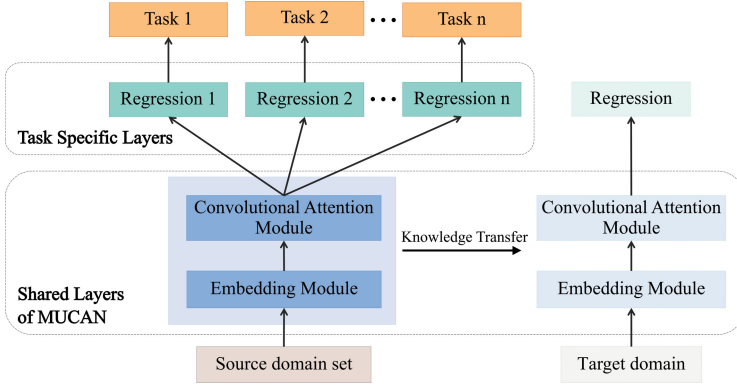 Task 1
Task 2
•••
Task n
Regression 1
Regression 2
•••
Regression n
Regression
Task Specific Layers
Convolutional Attention
Module
Convolutional Attention
Module
Knowledge Transfer
Embedding Module
Embedding Module
Shared Layers
of MUCAN
Source domain set
Target domain